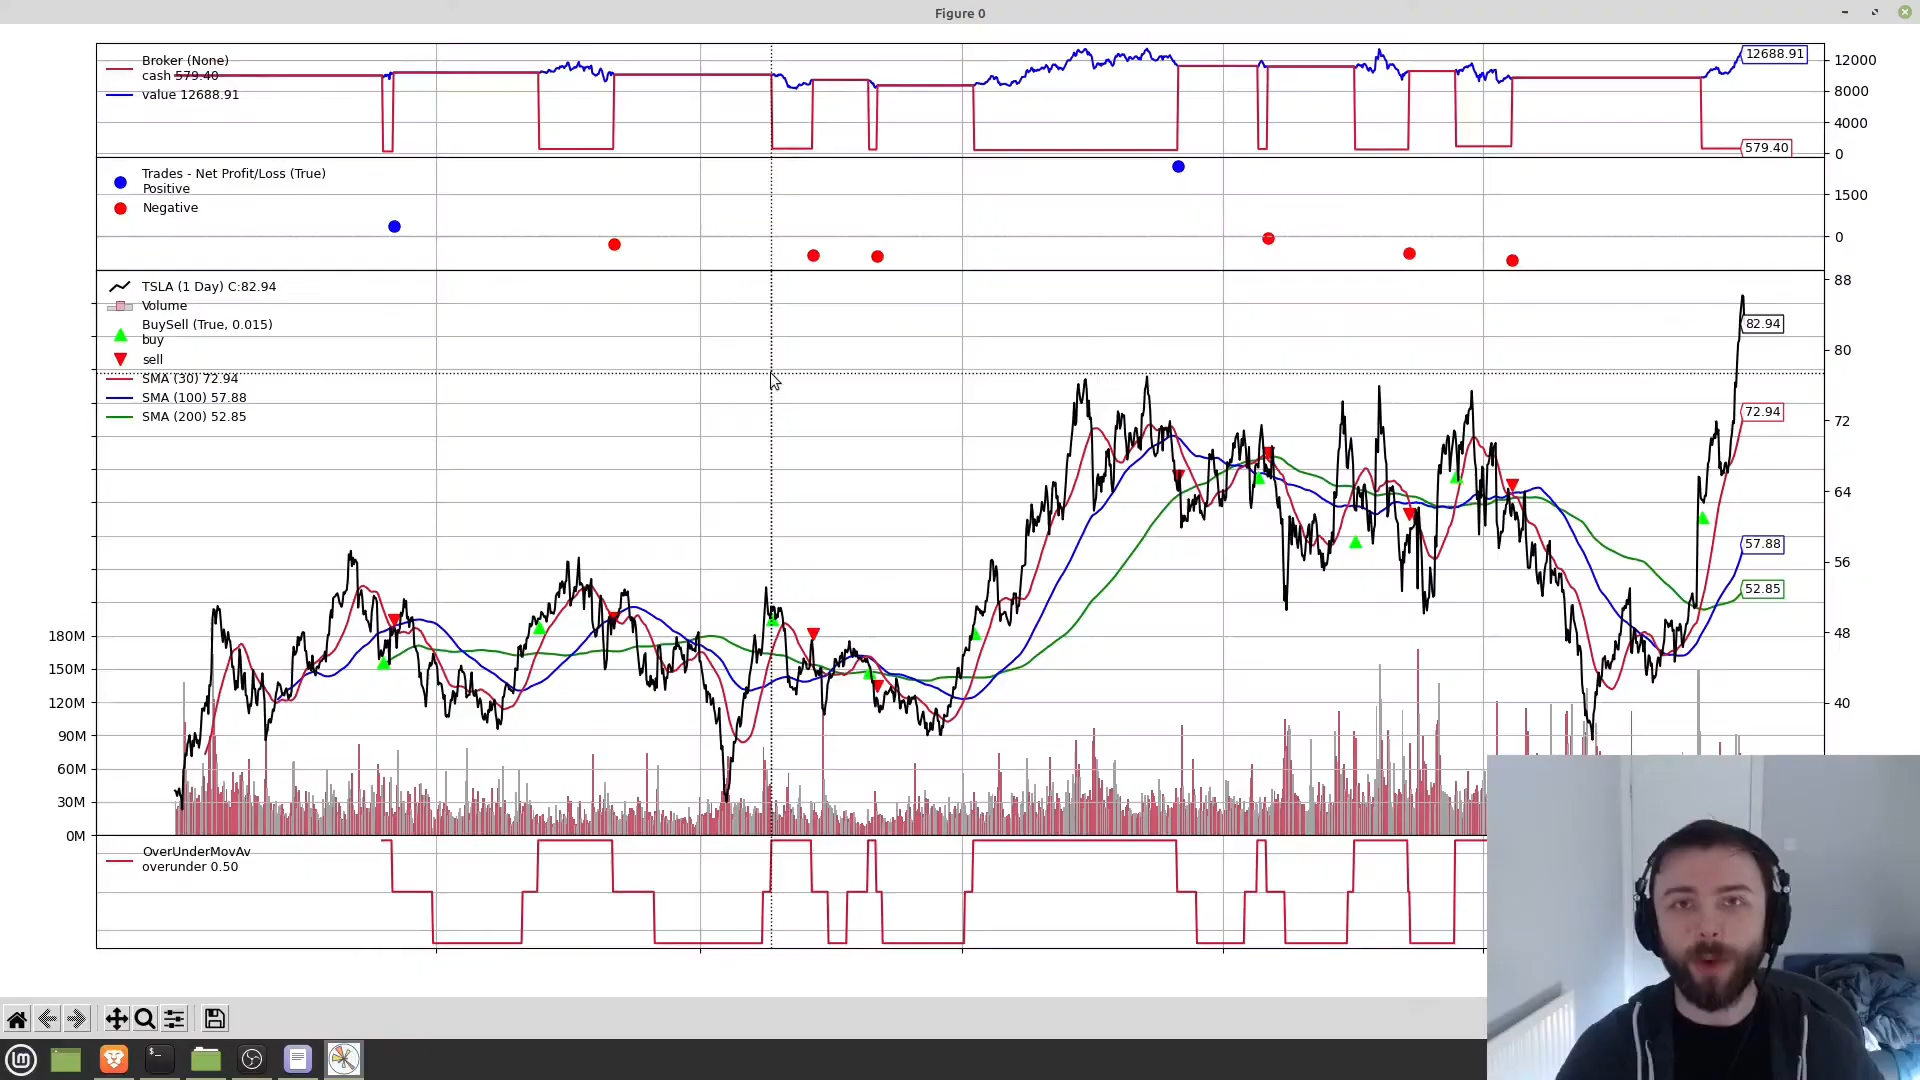 Figure 0
Broker (None)
cash 579.40
value 12688.91
12688.91
12000
8000
4000
579.40
0
Trades - Net Profit/Loss (True)
Positive
Negative
1500
0
TSLA (1 Day) C:82.94
Volume
BuySell (True, 0.015)
buy
sell
SMA (30) 72.94
SMA (100) 57.88
SMA (200) 52.85
88
82.94
80
72.94
72
64
56
57.88
52.85
48
40
180M
150M
120M
90M
60M
30M
0M
OverUnderMovAv
overunder 0.50